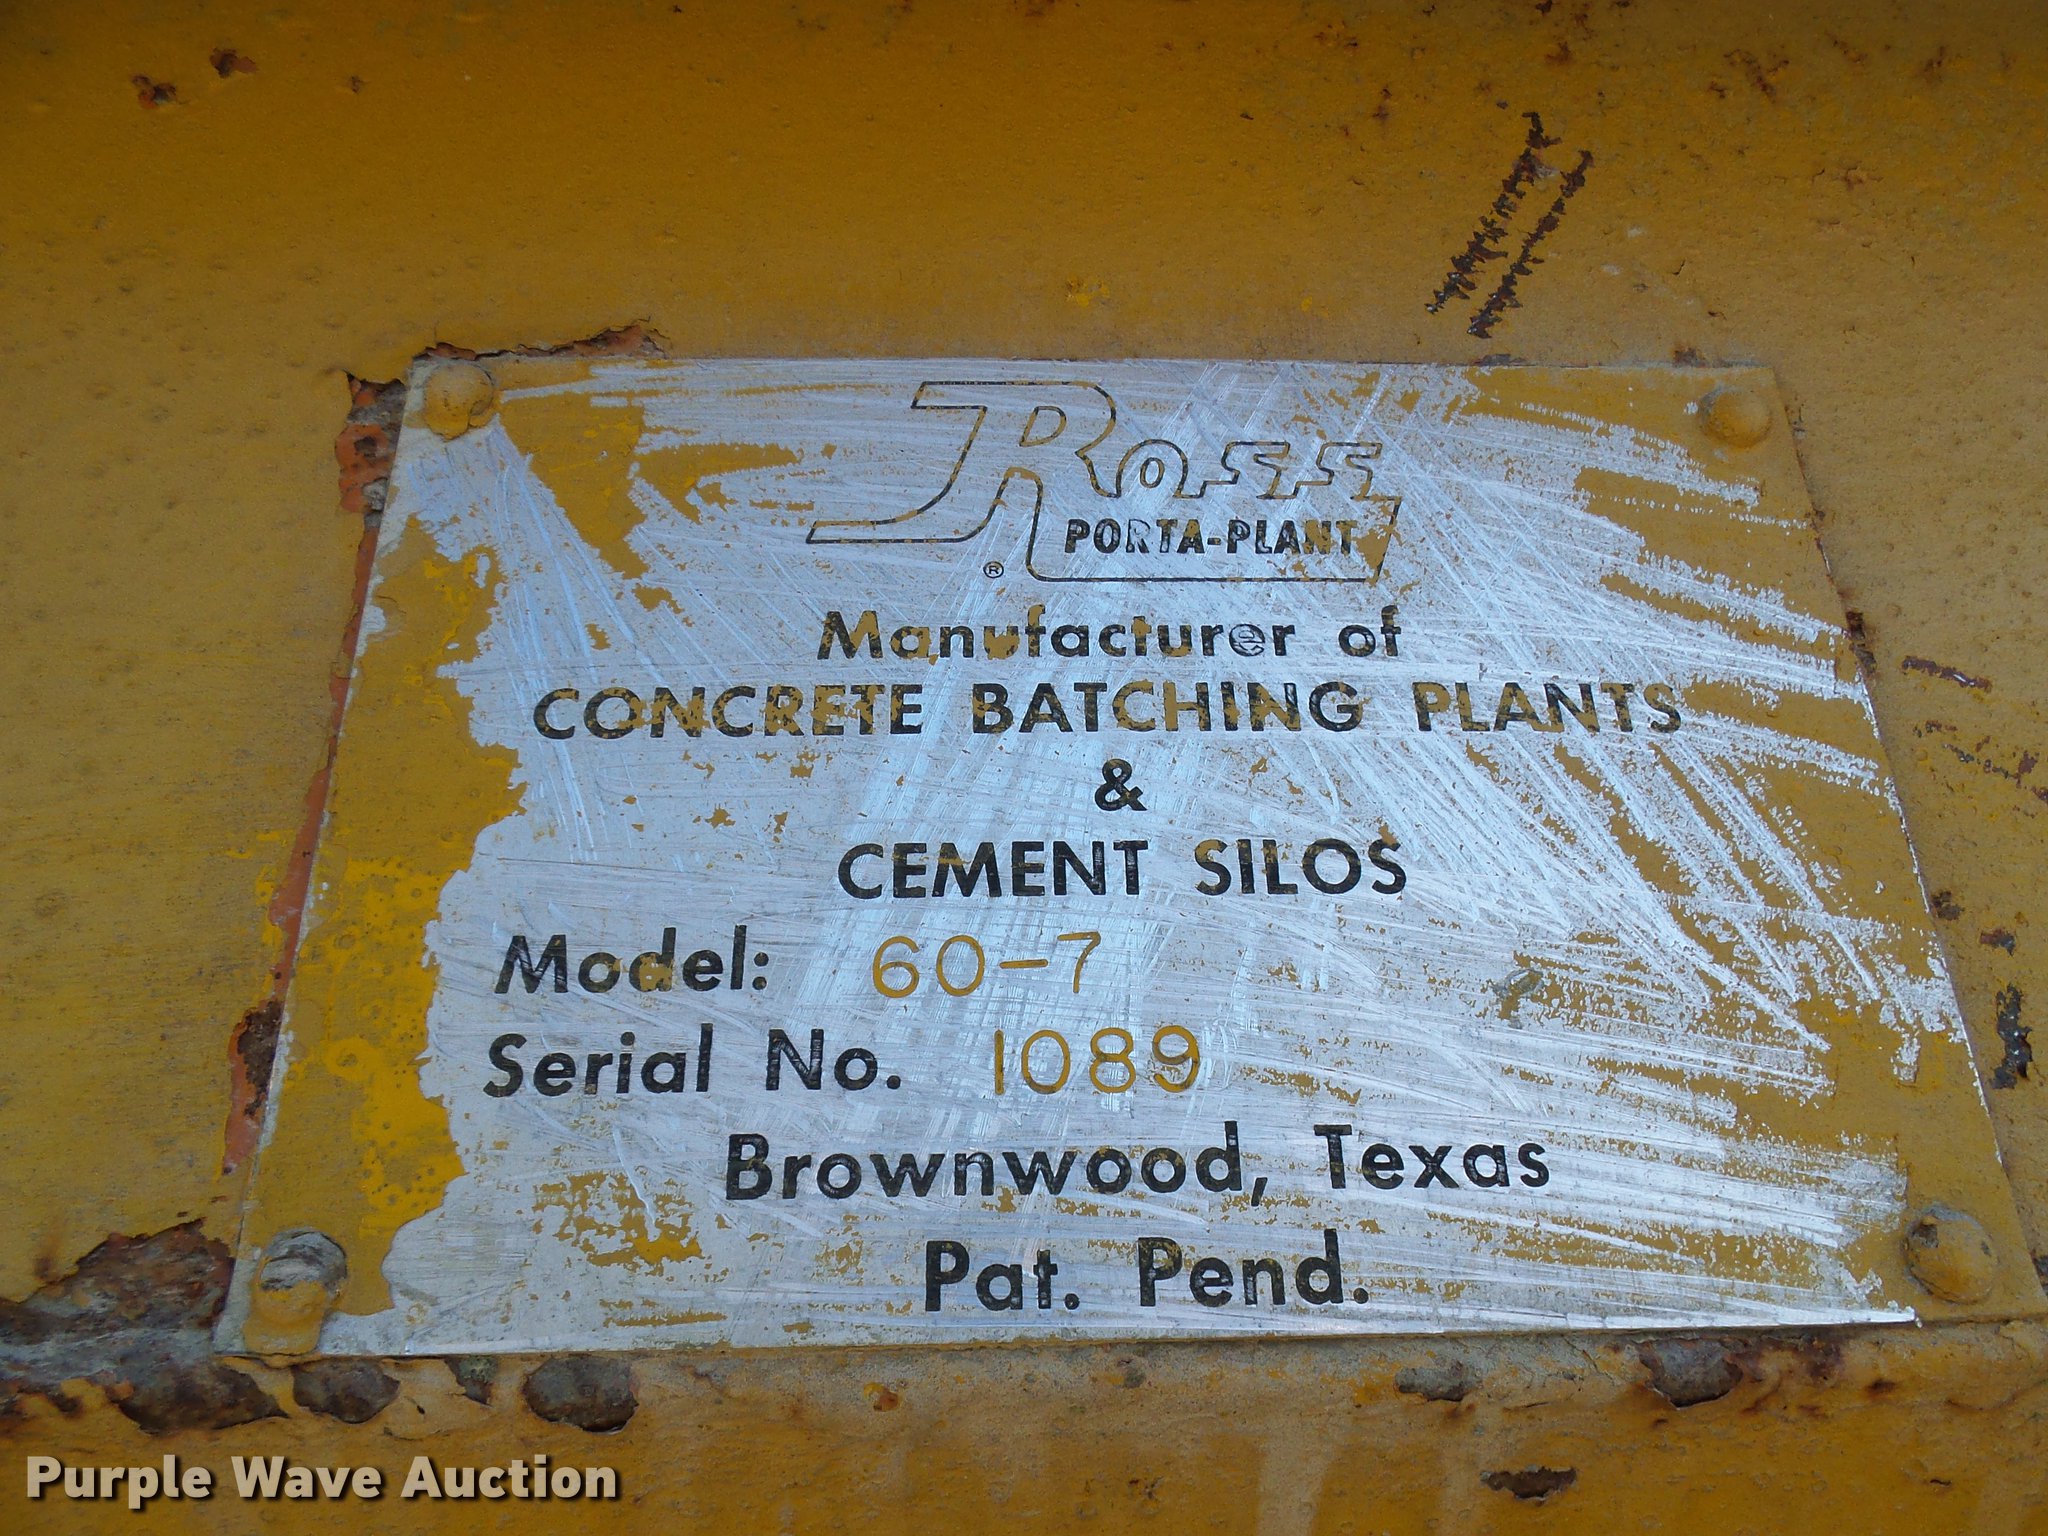 Ross
PORTA-PLANT
®
Manufacturer of
CONCRETE BATCHING PLANTS
&
CEMENT SILOS
Model: 60-7
Serial No. 1089
Brownwood, Texas
Pat. Pend.
Purple Wave Auction